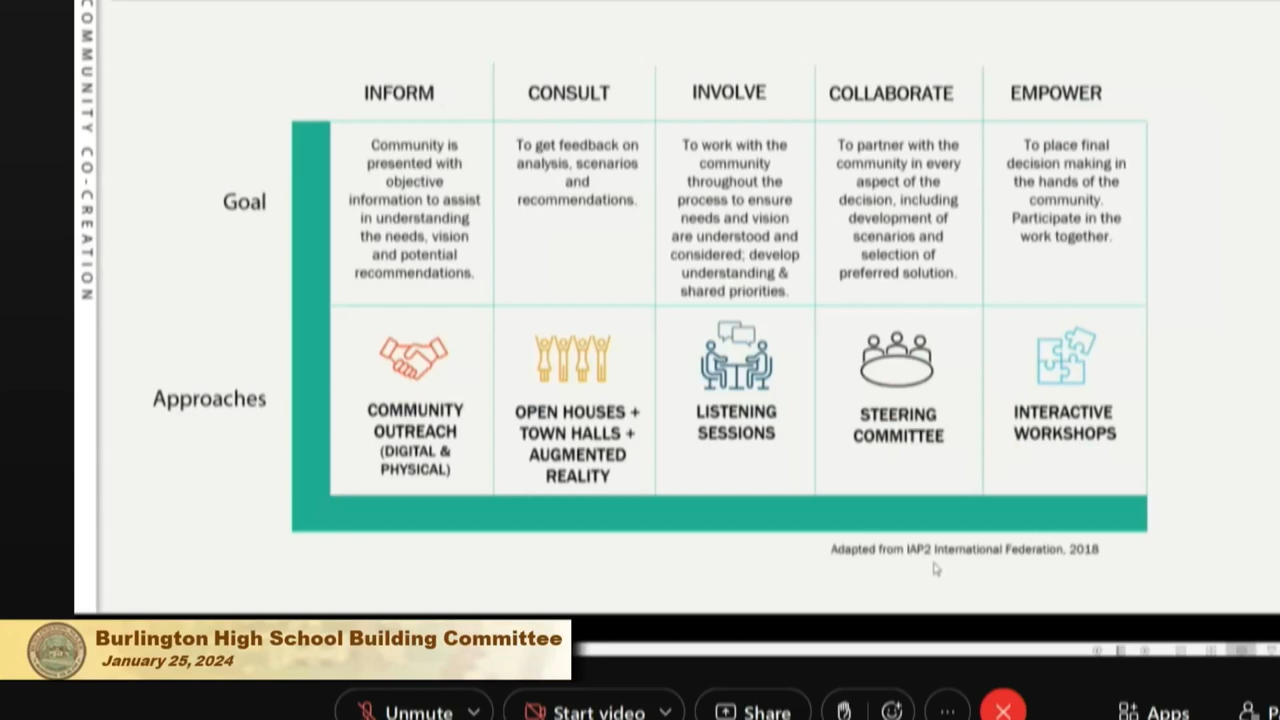 COMMUNITY CO-CREATION
INFORM
CONSULT
INVOLVE
COLLABORATE
EMPOWER
Goal
Community is
presented with
objective
information to assist
in understanding
the needs, vision
and potential
recommendations.
To get feedback on
analysis, scenarios
and
recommendations.
To work with the
community
throughout the
process to ensure
needs and vision
are understood and
considered; develop
understanding &
shared priorities.
To partner with the
community in every
aspect of the
decision, including
development of
scenarios and
selection of
preferred solution.
To place final
decision making in
the hands of the
community.
Participate in the
work together.
Approaches
COMMUNITY
OUTREACH
(DIGITAL &
PHYSICAL)
OPEN HOUSES +
TOWN HALLS +
AUGMENTED
REALITY
LISTENING
SESSIONS
STEERING
COMMITTEE
INTERACTIVE
WORKSHOPS
Adapted from IAP2 International Federation, 2018
Burlington High School Building Committee
January 25, 2024
Unmute
Start video
Share
Apps